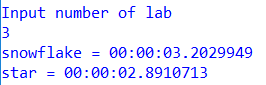 Input number of lab
3
snowflake = 00:00:03.2029949
star = 00:00:02.8910713